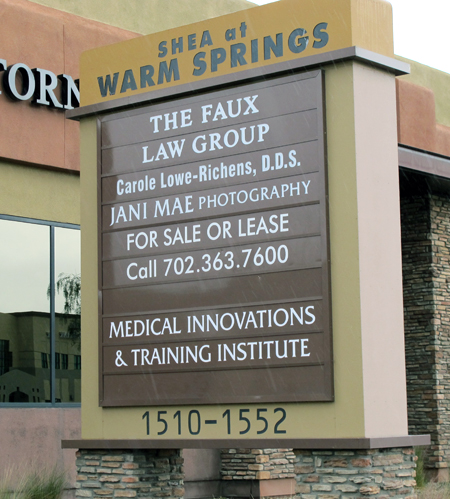 SHEA at
WARM SPRINGS
TORN
THE FAUX
LAW GROUP
Carole Lowe-Richens, D.D.S.
JANI MAE PHOTOGRAPHY
FOR SALE OR LEASE
Call 702.363.7600
MEDICAL INNOVATIONS
& TRAINING INSTITUTE
1510-1552